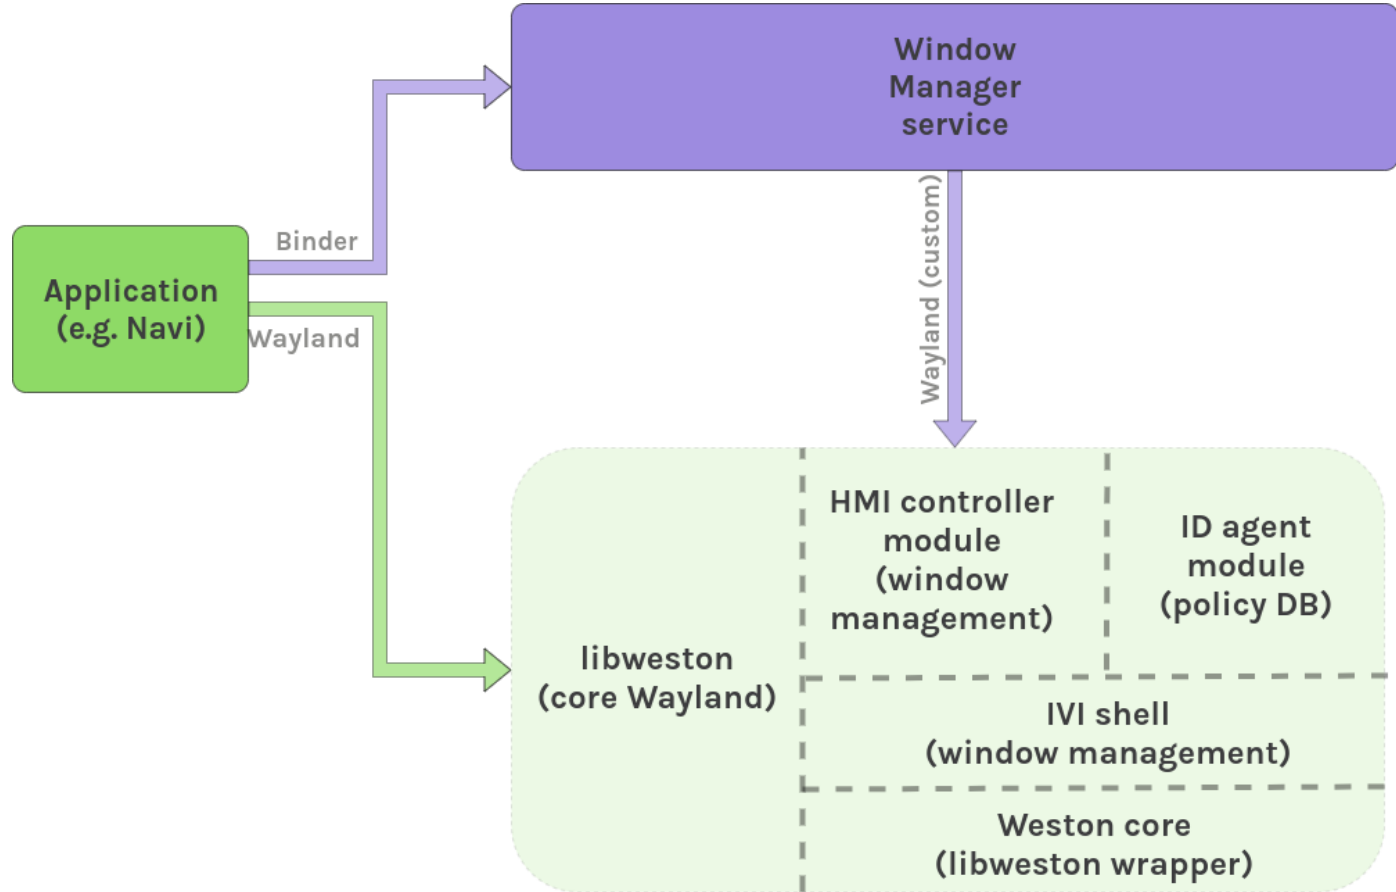 Window
Manager
service
Binder
Application
(e.g. Navi)
Wayland
Wayland (custom)
HMI controller
module
(window
management)
ID agent
module
(policy DB)
libweston
(core Wayland)
IVI shell
(window management)
Weston core
(libweston wrapper)